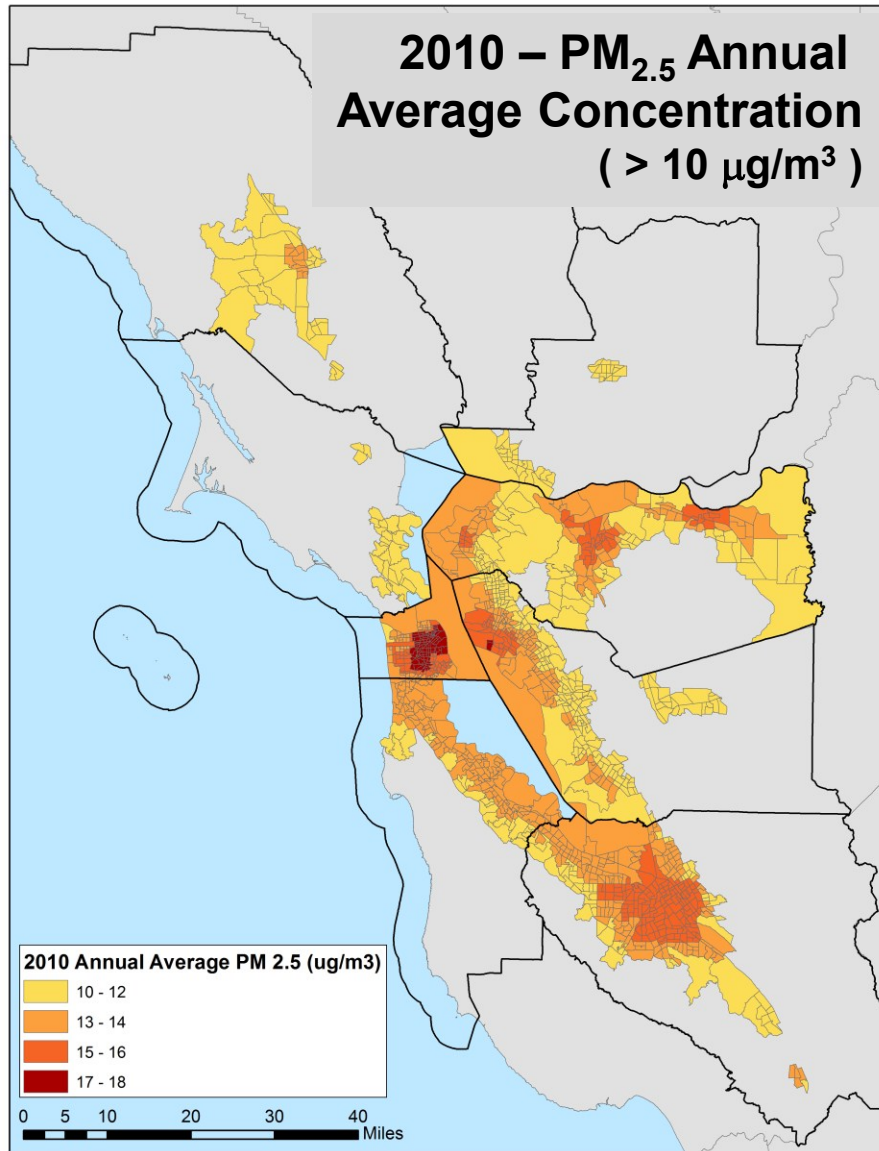 2010 – PM2.5 Annual
Average Concentration
( > 10 μg/m³ )
2010 Annual Average PM 2.5 (ug/m3)
10 - 12
13 - 14
15 - 16
17 - 18
0 5 10 20 30 40
Miles